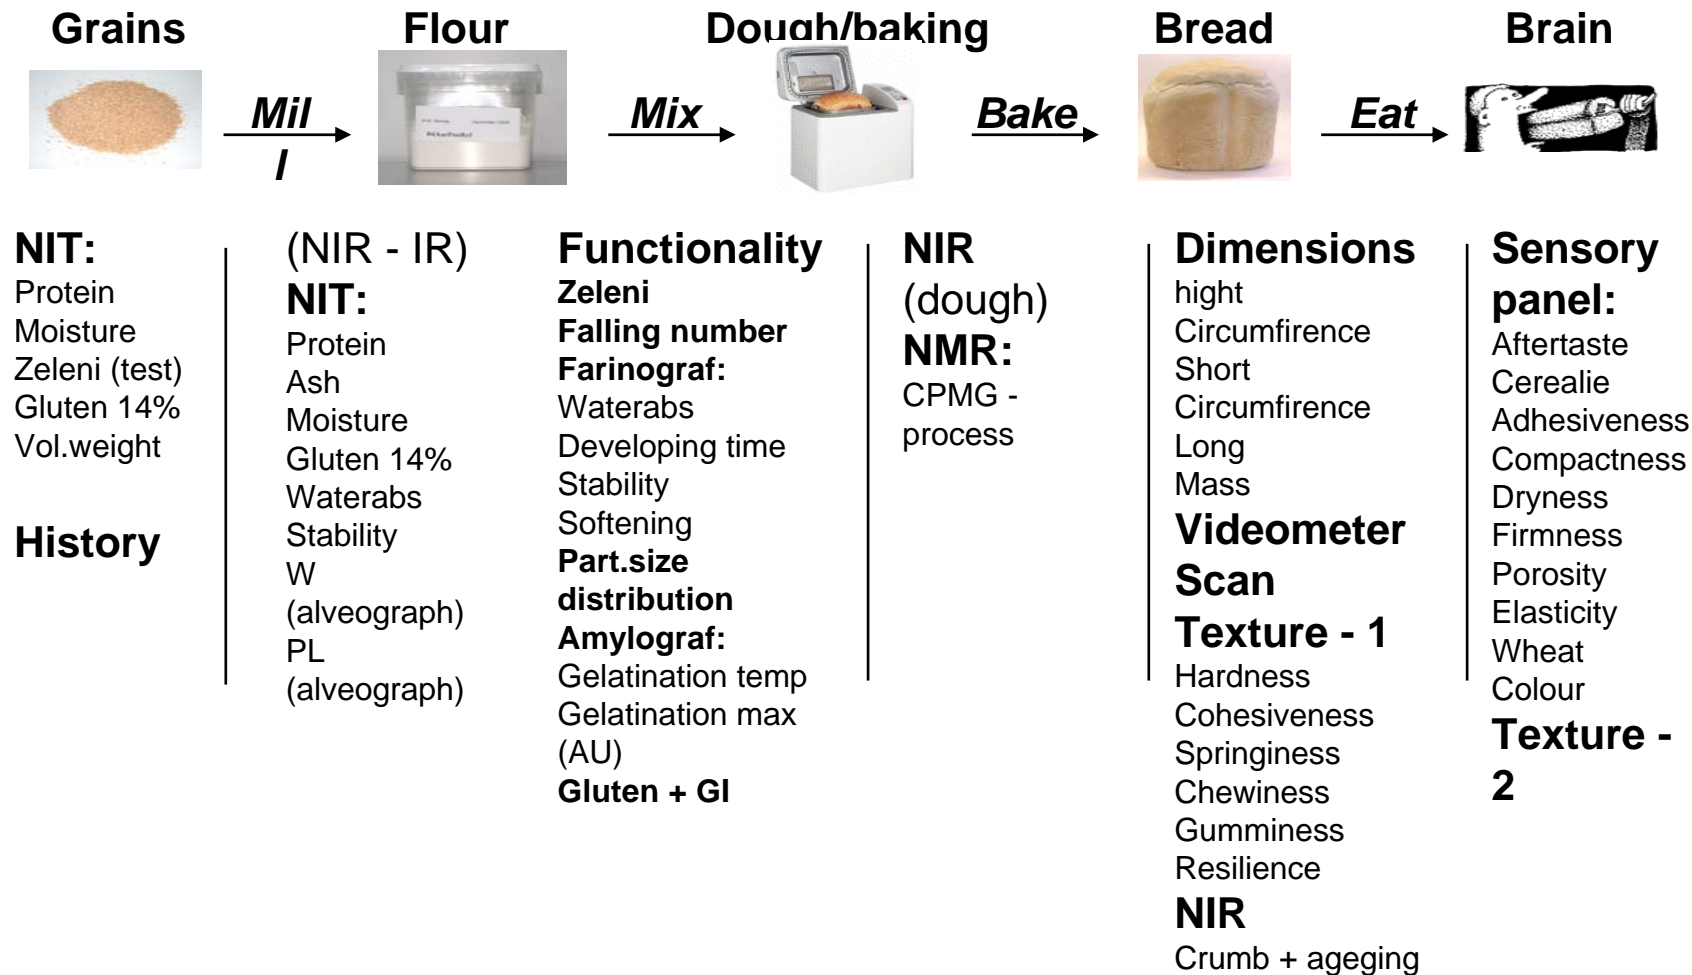 Grains
Flour
Dough/baking
Bread
Brain
Mil
l
Mix
Bake
Eat
NIT:
Protein
Moisture
Zeleni (test)
Gluten 14%
Vol.weight
History
(NIR - IR)
NIT:
Protein
Ash
Moisture
Gluten 14%
Waterabs
Stability
W
(alveograph)
PL
(alveograph)
Functionality
Zeleni
Falling number
Farinograf:
Waterabs
Developing time
Stability
Softening
Part.size
distribution
Amylograf:
Gelatination temp
Gelatination max
(AU)
Gluten + GI
NIR
(dough)
NMR:
CPMG -
process
Dimensions
hight
Circumfirence
Short
Circumfirence
Long
Mass
Videometer
Scan
Texture - 1
Hardness
Cohesiveness
Springiness
Chewiness
Gumminess
Resilience
NIR
Crumb + ageging
Sensory
panel:
Aftertaste
Cerealie
Adhesiveness
Compactness
Dryness
Firmness
Porosity
Elasticity
Wheat
Colour
Texture -
2